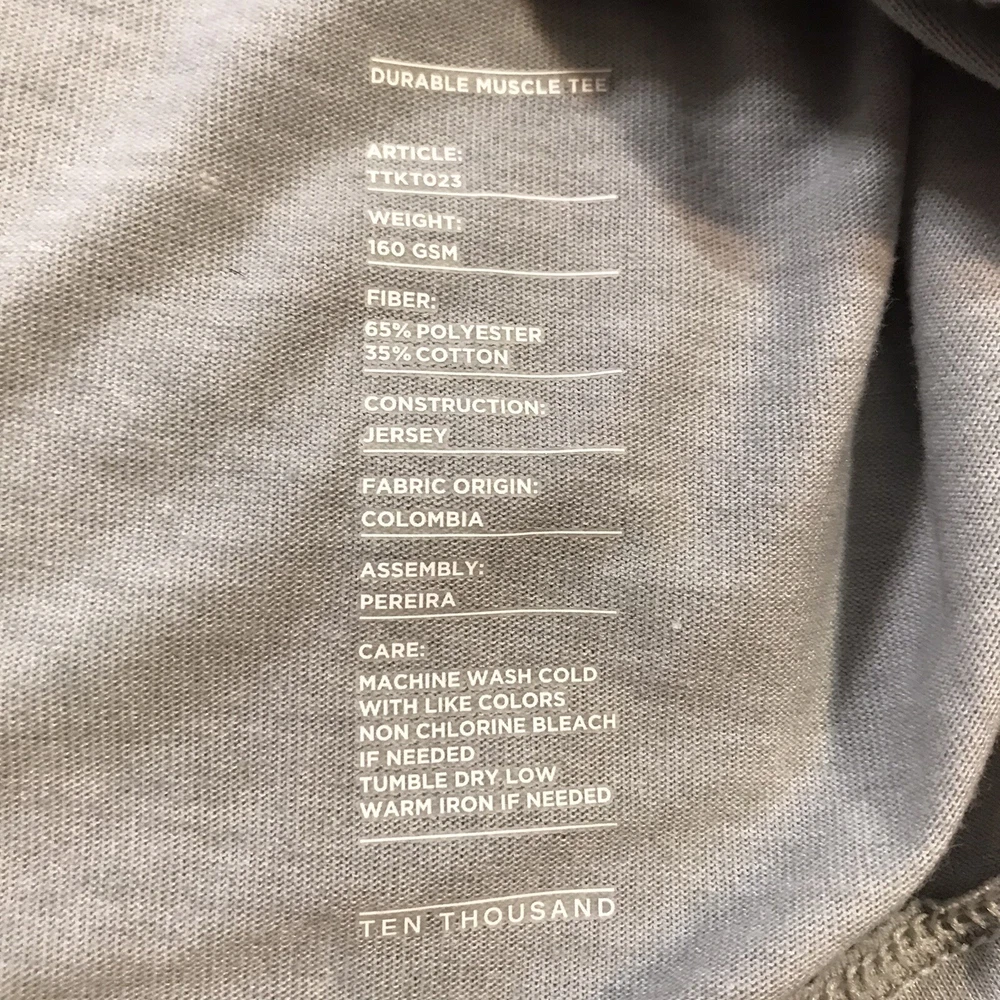 DURABLE MUSCLE TEE
ARTICLE:
TTKT023
WEIGHT:
160 GSM
FIBER:
65% POLYESTER
35% COTTON
CONSTRUCTION:
JERSEY
FABRIC ORIGIN:
COLOMBIA
ASSEMBLY:
PEREIRA
CARE:
MACHINE WASH COLD
WITH LIKE COLORS
NON CHLORINE BLEACH
IF NEEDED
TUMBLE DRY LOW
WARM IRON IF NEEDED
TEN THOUSAND